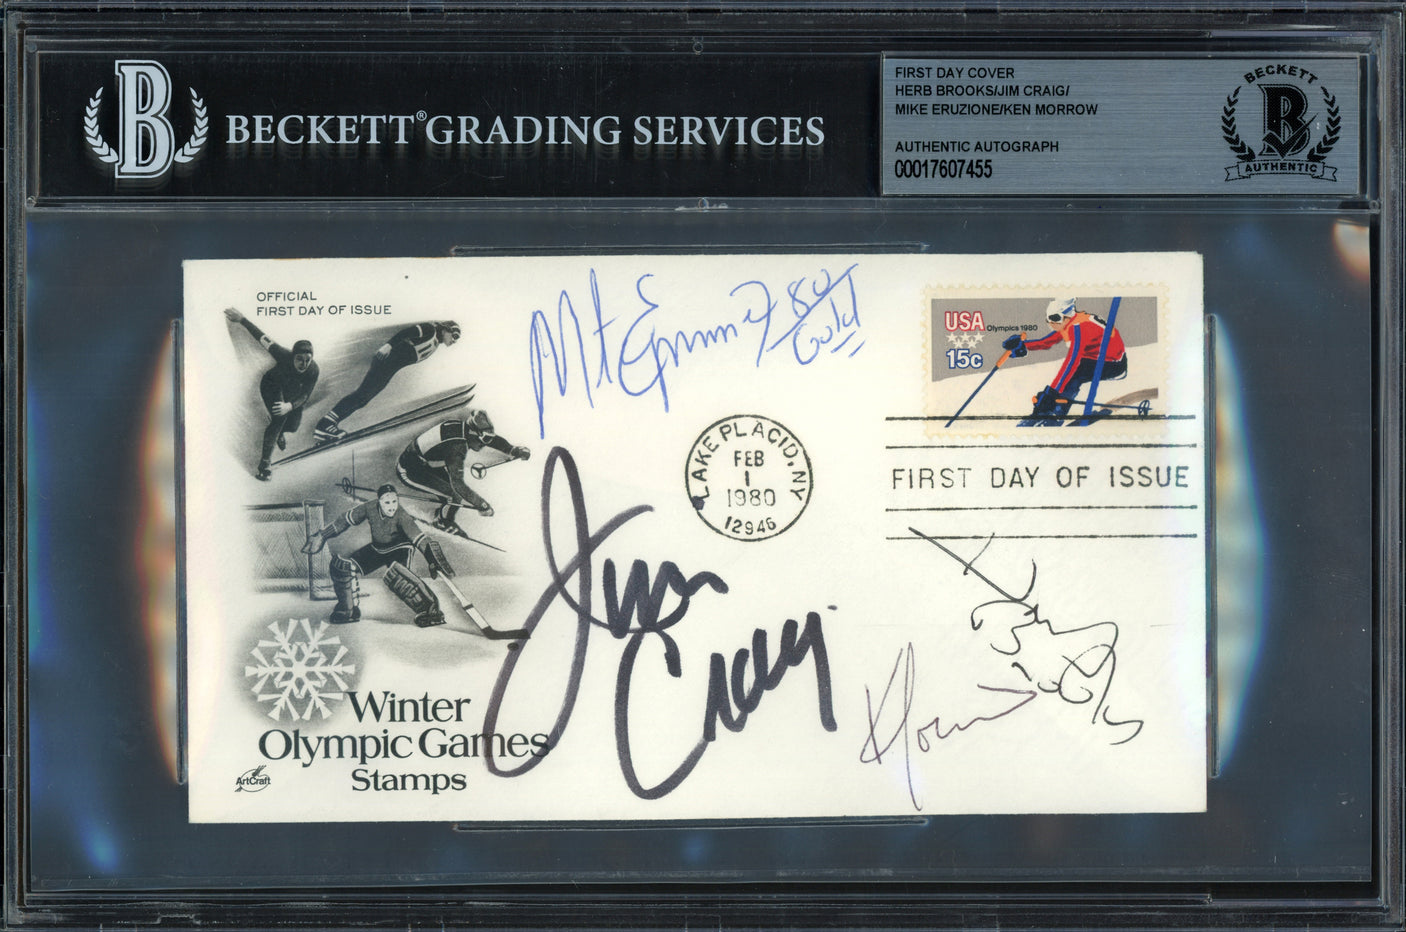 B
BECKETT® GRADING SERVICES
FIRST DAY COVER
HERB BROOKS/JIM CRAIG/
MIKE ERUZIONE/KEN MORROW
AUTHENTIC AUTOGRAPH
00017607455
BECKETT
B
AUTHENTIC
OFFICIAL
FIRST DAY OF ISSUE
80
Gold
USA Olympics 1980
15c
LAKE PLACID, NY
FEB
1
1980
12946
FIRST DAY OF ISSUE
Jim
Craig
Winter
Olympic Games
Stamps
ArtCraft